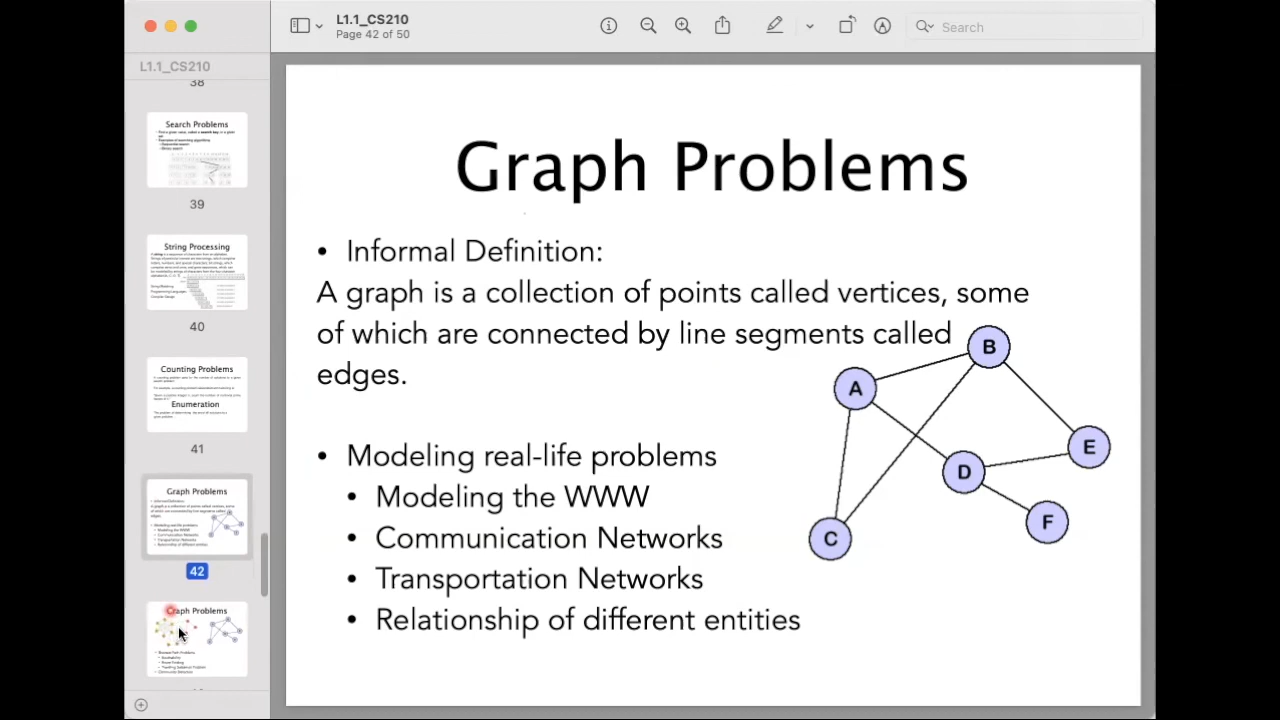 L1.1_CS210
Page 42 of 50
Search
L1.1_CS210
38
Search Problems
39
String Processing
40
Counting Problems
Enumeration
41
Graph Problems
42
Graph Problems
Graph Problems
• Informal Definition:
A graph is a collection of points called vertices, some
of which are connected by line segments called
edges.
• Modeling real-life problems
• Modeling the WWW
• Communication Networks
• Transportation Networks
• Relationship of different entities
A
B
C
D
E
F